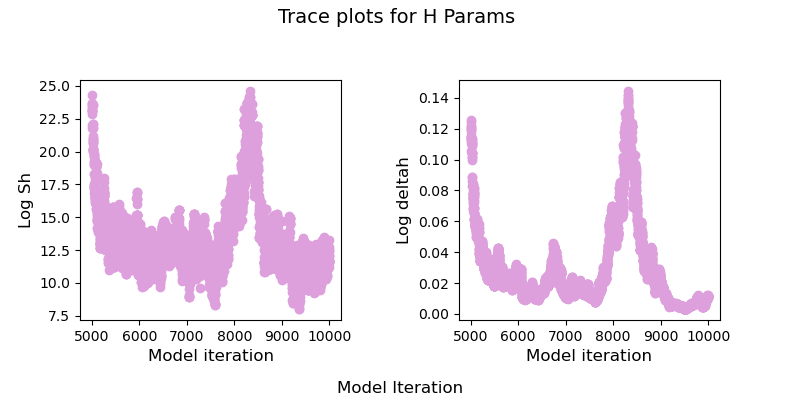 Trace plots for H Params
25.0
22.5
20.0
17.5
15.0
12.5
10.0
7.5
Log Sh
5000 6000 7000 8000 9000 10000
Model iteration
0.14
0.12
0.10
0.08
0.06
0.04
0.02
0.00
Log deltah
5000 6000 7000 8000 9000 10000
Model iteration
Model Iteration